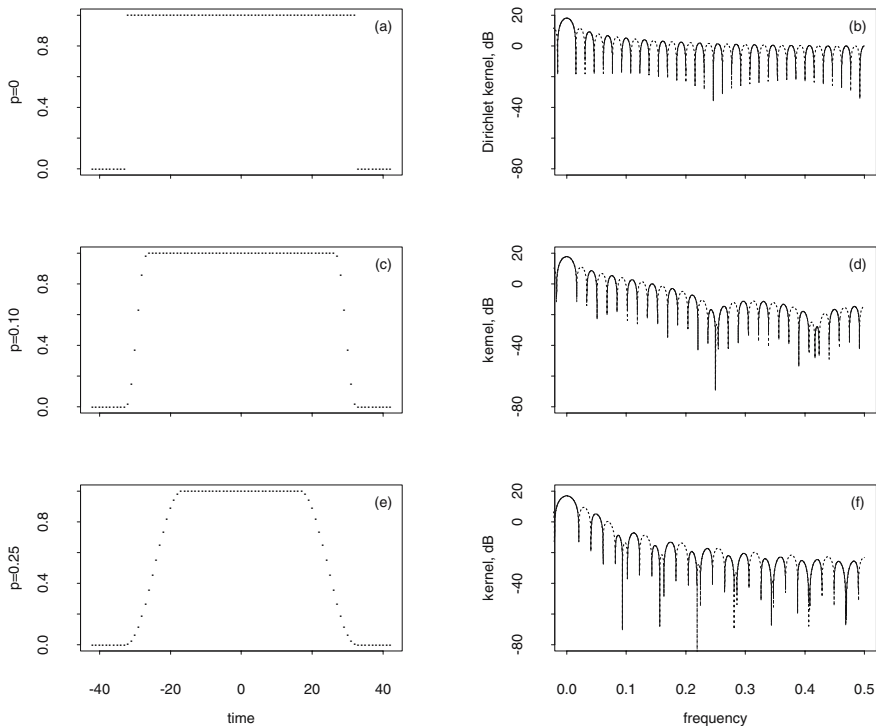 (a)
p=0
0.0 0.4 0.8
(b)
Dirichlet kernel, dB
20
0
-40
-80
(c)
p=0.10
0.0 0.4 0.8
(d)
kernel, dB
20
0
-40
-80
(e)
p=0.25
0.0 0.4 0.8
-40 -20 0 20 40
time
(f)
kernel, dB
20
0
-40
-80
0.0 0.1 0.2 0.3 0.4 0.5
frequency